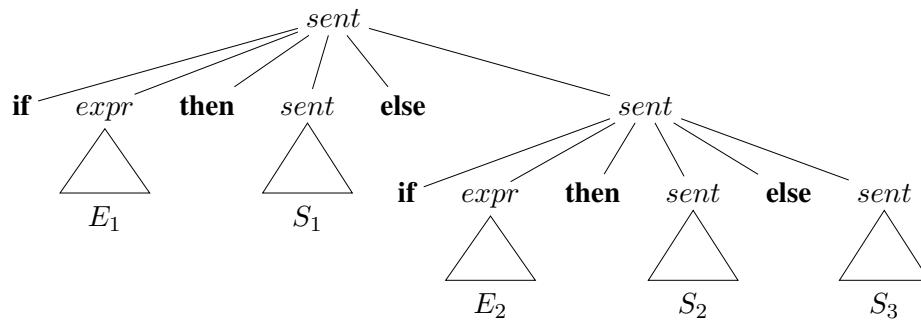 sent
if expr then sent else sent
E₁ S₁
if expr then sent else sent
E₂ S₂ S₃